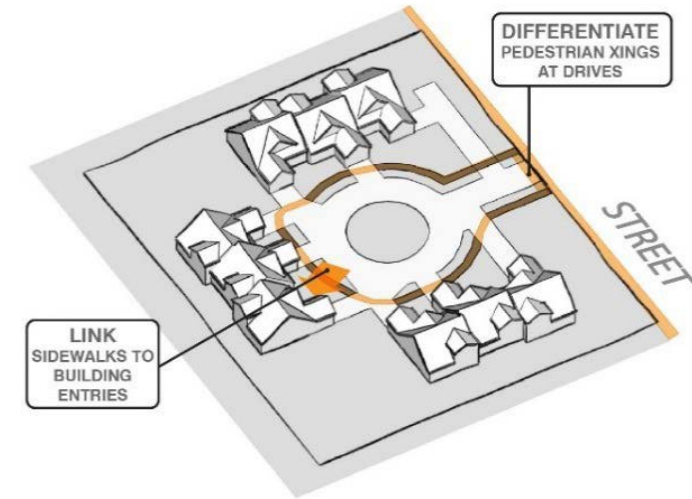 DIFFERENTIATE
PEDESTRIAN XINGS
AT DRIVES
STREET
LINK
SIDEWALKS TO
BUILDING
ENTRIES